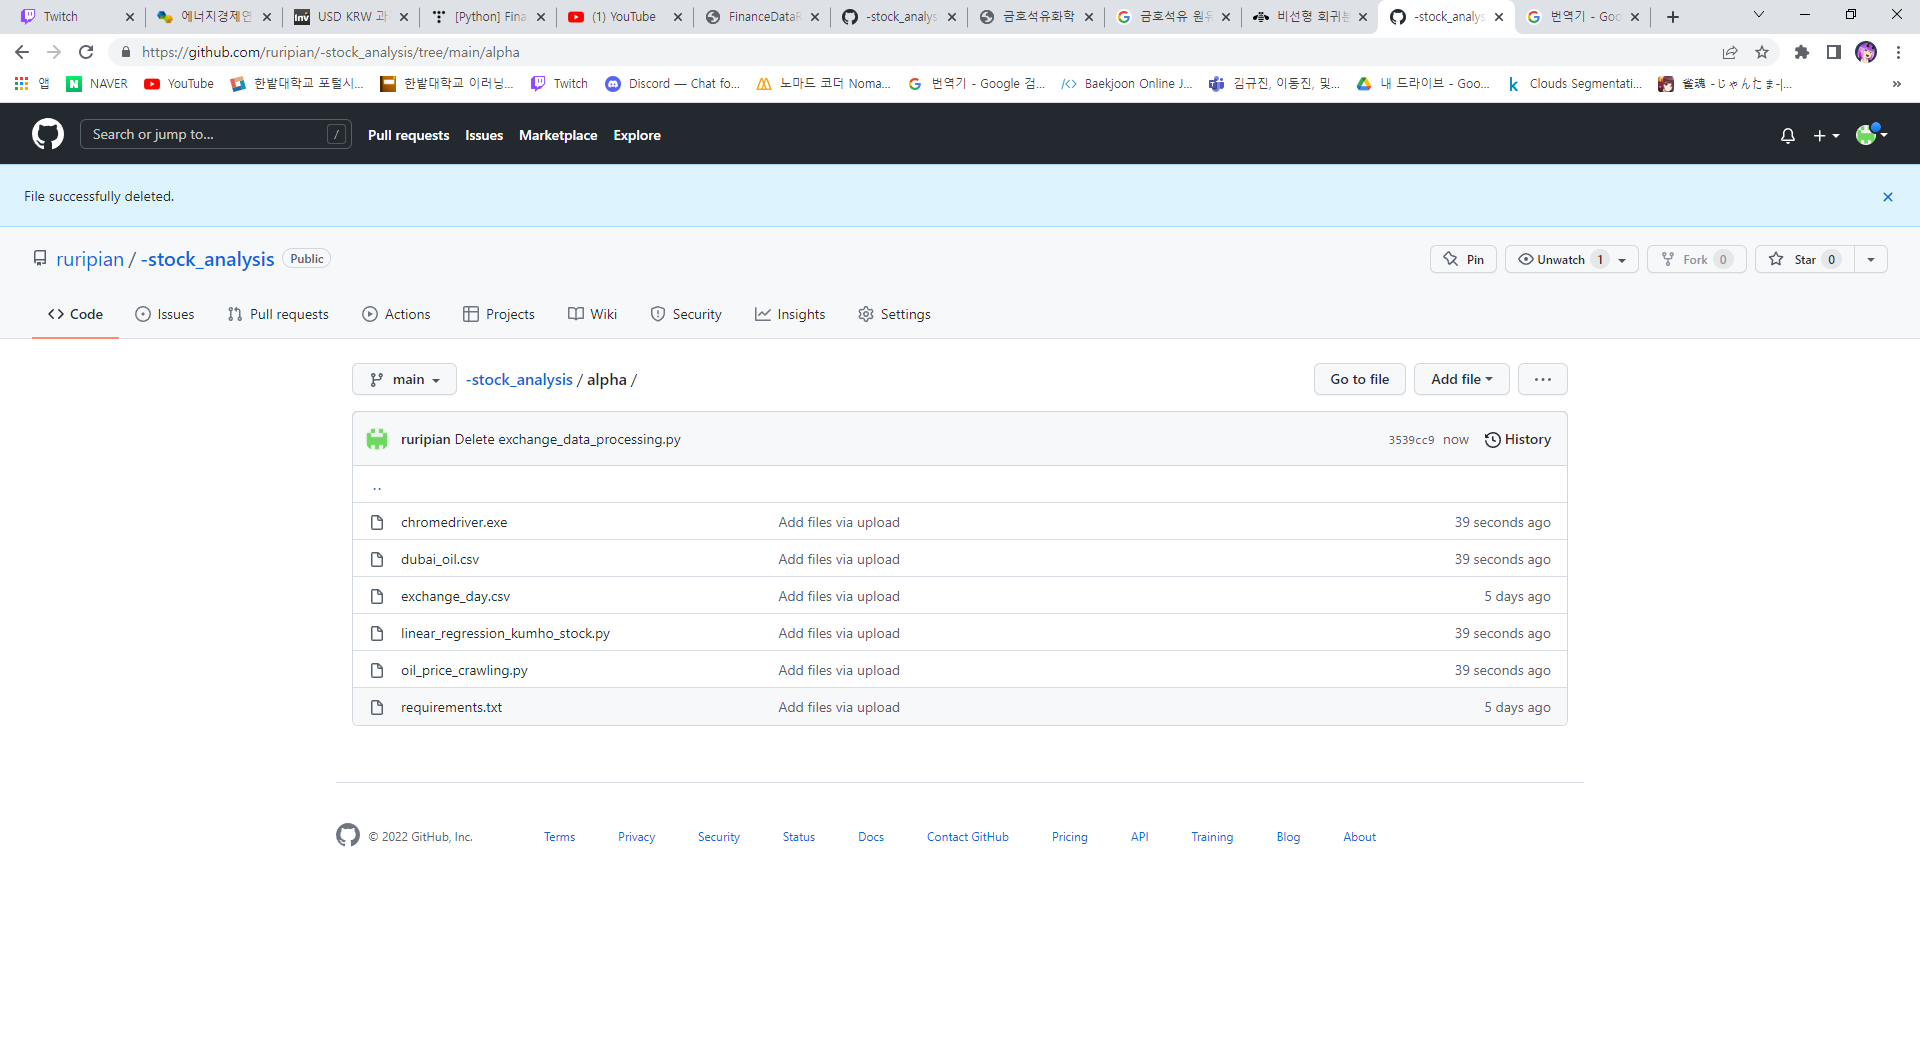 Twitch
에너지경제연
USD KRW 과
[Python] Fina
(1) YouTube
FinanceDataR
-stock_analys
금호석유화학
금호석유 원유
비선형 회귀분
-stock_analys
번역기 - Goo
https://github.com/ruripian/-stock_analysis/tree/main/alpha
앱
NAVER
YouTube
한밭대학교 포털시...
한밭대학교 이러닝...
Twitch
Discord — Chat fo...
노마드 코더 Noma...
번역기 - Google 검...
Baekjoon Online J...
김규진, 이동진, 및...
내 드라이브 - Goo...
Clouds Segmentati...
雀魂 -じゃんたま-|...
»
Search or jump to...
/
Pull requests
Issues
Marketplace
Explore
File successfully deleted.
ruripian / -stock_analysis
Public
Pin
Unwatch 1
Fork 0
Star 0
Code
Issues
Pull requests
Actions
Projects
Wiki
Security
Insights
Settings
main
-stock_analysis / alpha /
Go to file
Add file
...
ruripian Delete exchange_data_processing.py
3539cc9 now
History
..
chromedriver.exe
Add files via upload
39 seconds ago
dubai_oil.csv
Add files via upload
39 seconds ago
exchange_day.csv
Add files via upload
5 days ago
linear_regression_kumho_stock.py
Add files via upload
39 seconds ago
oil_price_crawling.py
Add files via upload
39 seconds ago
requirements.txt
Add files via upload
5 days ago
© 2022 GitHub, Inc.
Terms
Privacy
Security
Status
Docs
Contact GitHub
Pricing
API
Training
Blog
About